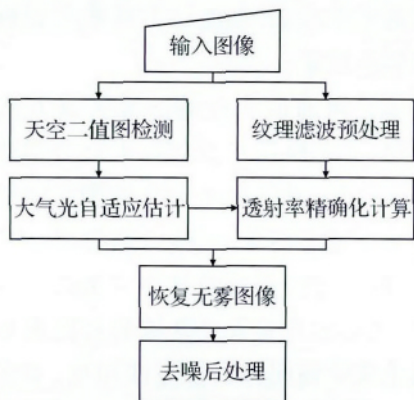 输入图像
天空二值图检测
纹理滤波预处理
大气光自适应估计
透射率精确化计算
恢复无雾图像
去噪后处理